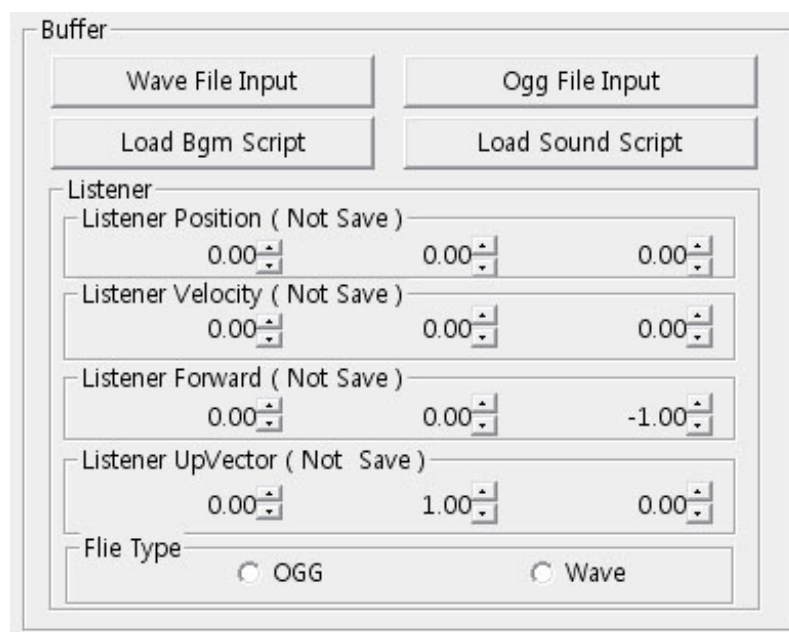 Buffer
Wave File Input Ogg File Input
Load Bgm Script Load Sound Script
Listener
Listener Position ( Not Save )
0.00 0.00 0.00
Listener Velocity ( Not Save )
0.00 0.00 0.00
Listener Forward ( Not Save )
0.00 0.00 -1.00
Listener UpVector ( Not Save )
0.00 1.00 0.00
Flie Type
OGG Wave